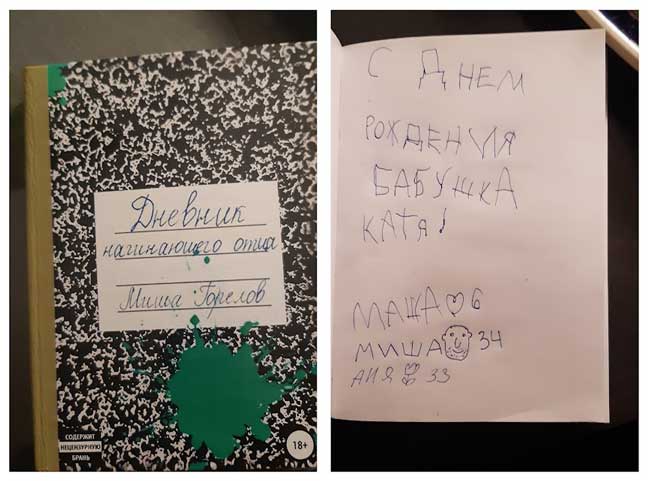 Дневник
начинающего отца
Миша Горелов
СОДЕРЖИТ
НЕЦЕНЗУРНУЮ
БРАНЬ
18+
С ДНЕМ
РОЖДЕНИЯ
БАБУШКА
КАТЯ!
МАША 6
МИША 34
АНЯ 33